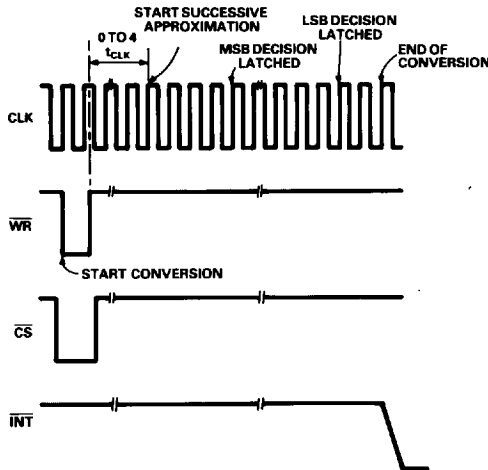 START SUCCESSIVE
APPROXIMATION
0 TO 4
tCLK
MSB DECISION
LATCHED
LSB DECISION
LATCHED
END OF
CONVERSION
CLK
WR
START CONVERSION
CS
INT